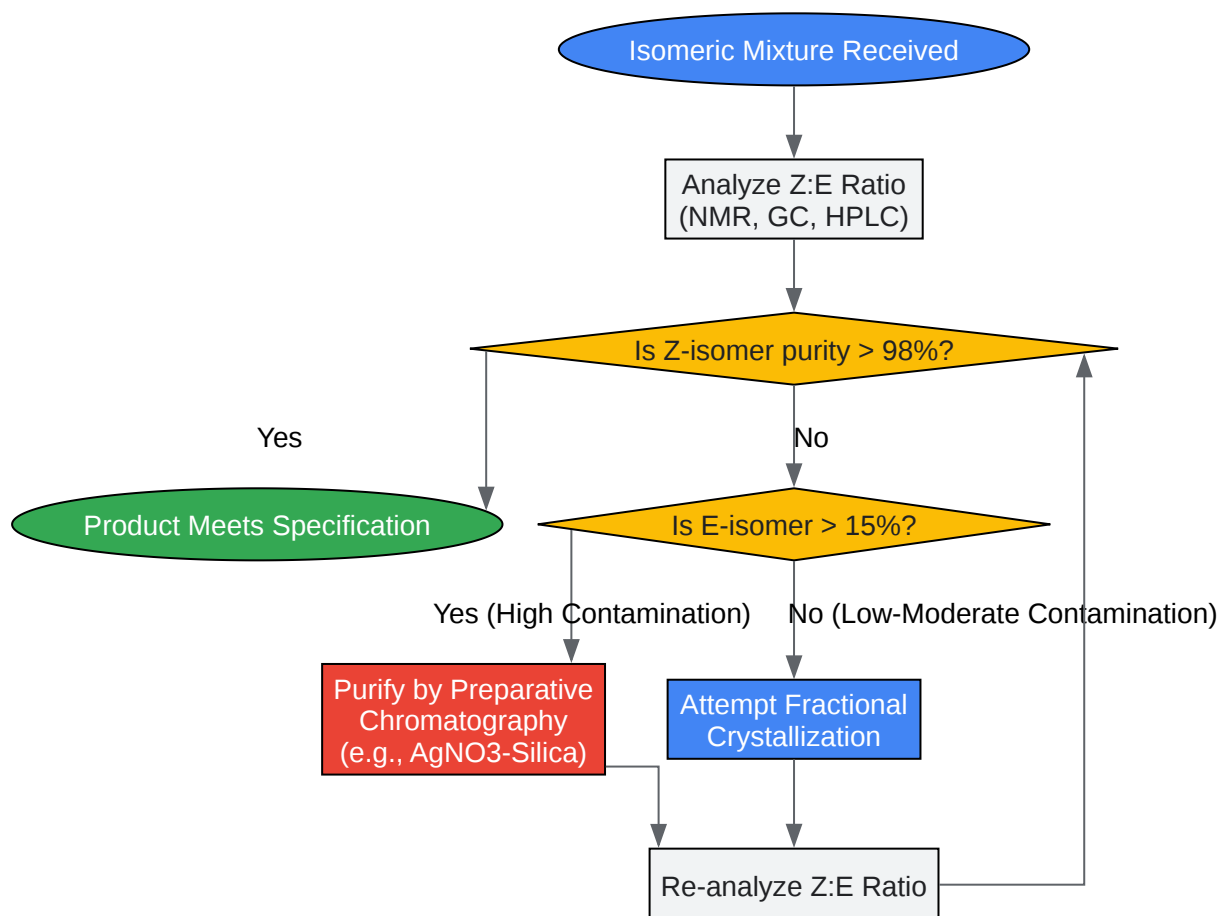 Isomeric Mixture Received
Analyze Z:E Ratio
(NMR, GC, HPLC)
Is Z-isomer purity > 98%?
Yes
No
Product Meets Specification
Is E-isomer > 15%?
Yes (High Contamination)
No (Low-Moderate Contamination)
Purify by Preparative
Chromatography
(e.g., AgNO3-Silica)
Attempt Fractional
Crystallization
Re-analyze Z:E Ratio